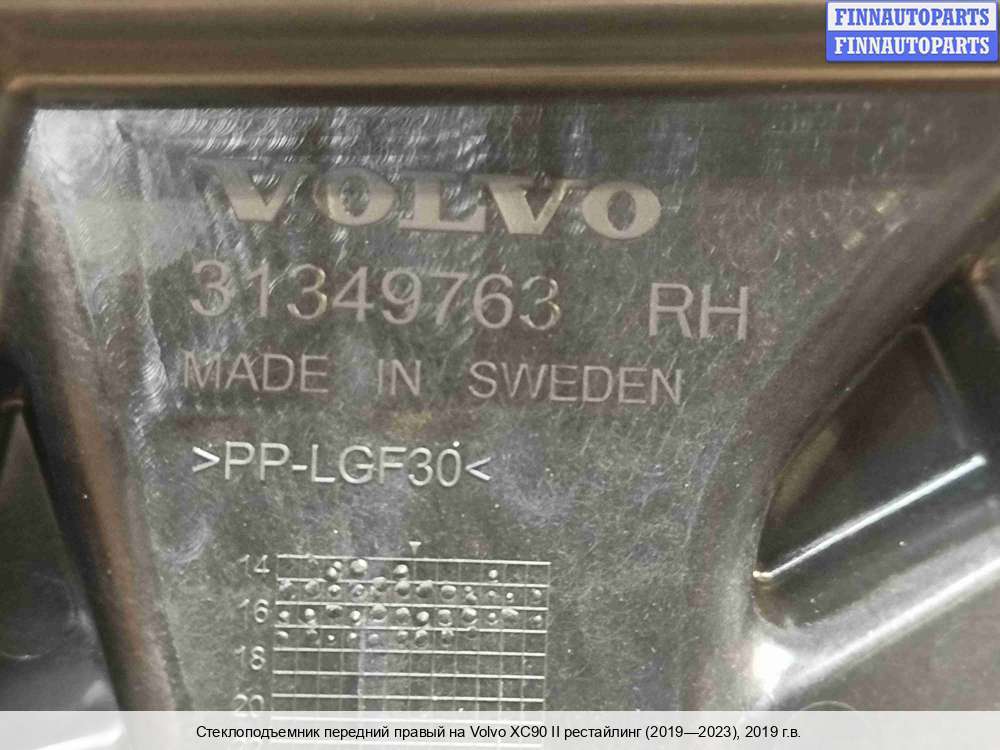 FINNAUTOPARTS
FINNAUTOPARTS
VOLVO
31349763 RH
MADE IN SWEDEN
>PP-LGF30<
14
16
18
20
Стеклоподъемник передний правый на Volvo XC90 II рестайлинг (2019—2023), 2019 г.в.